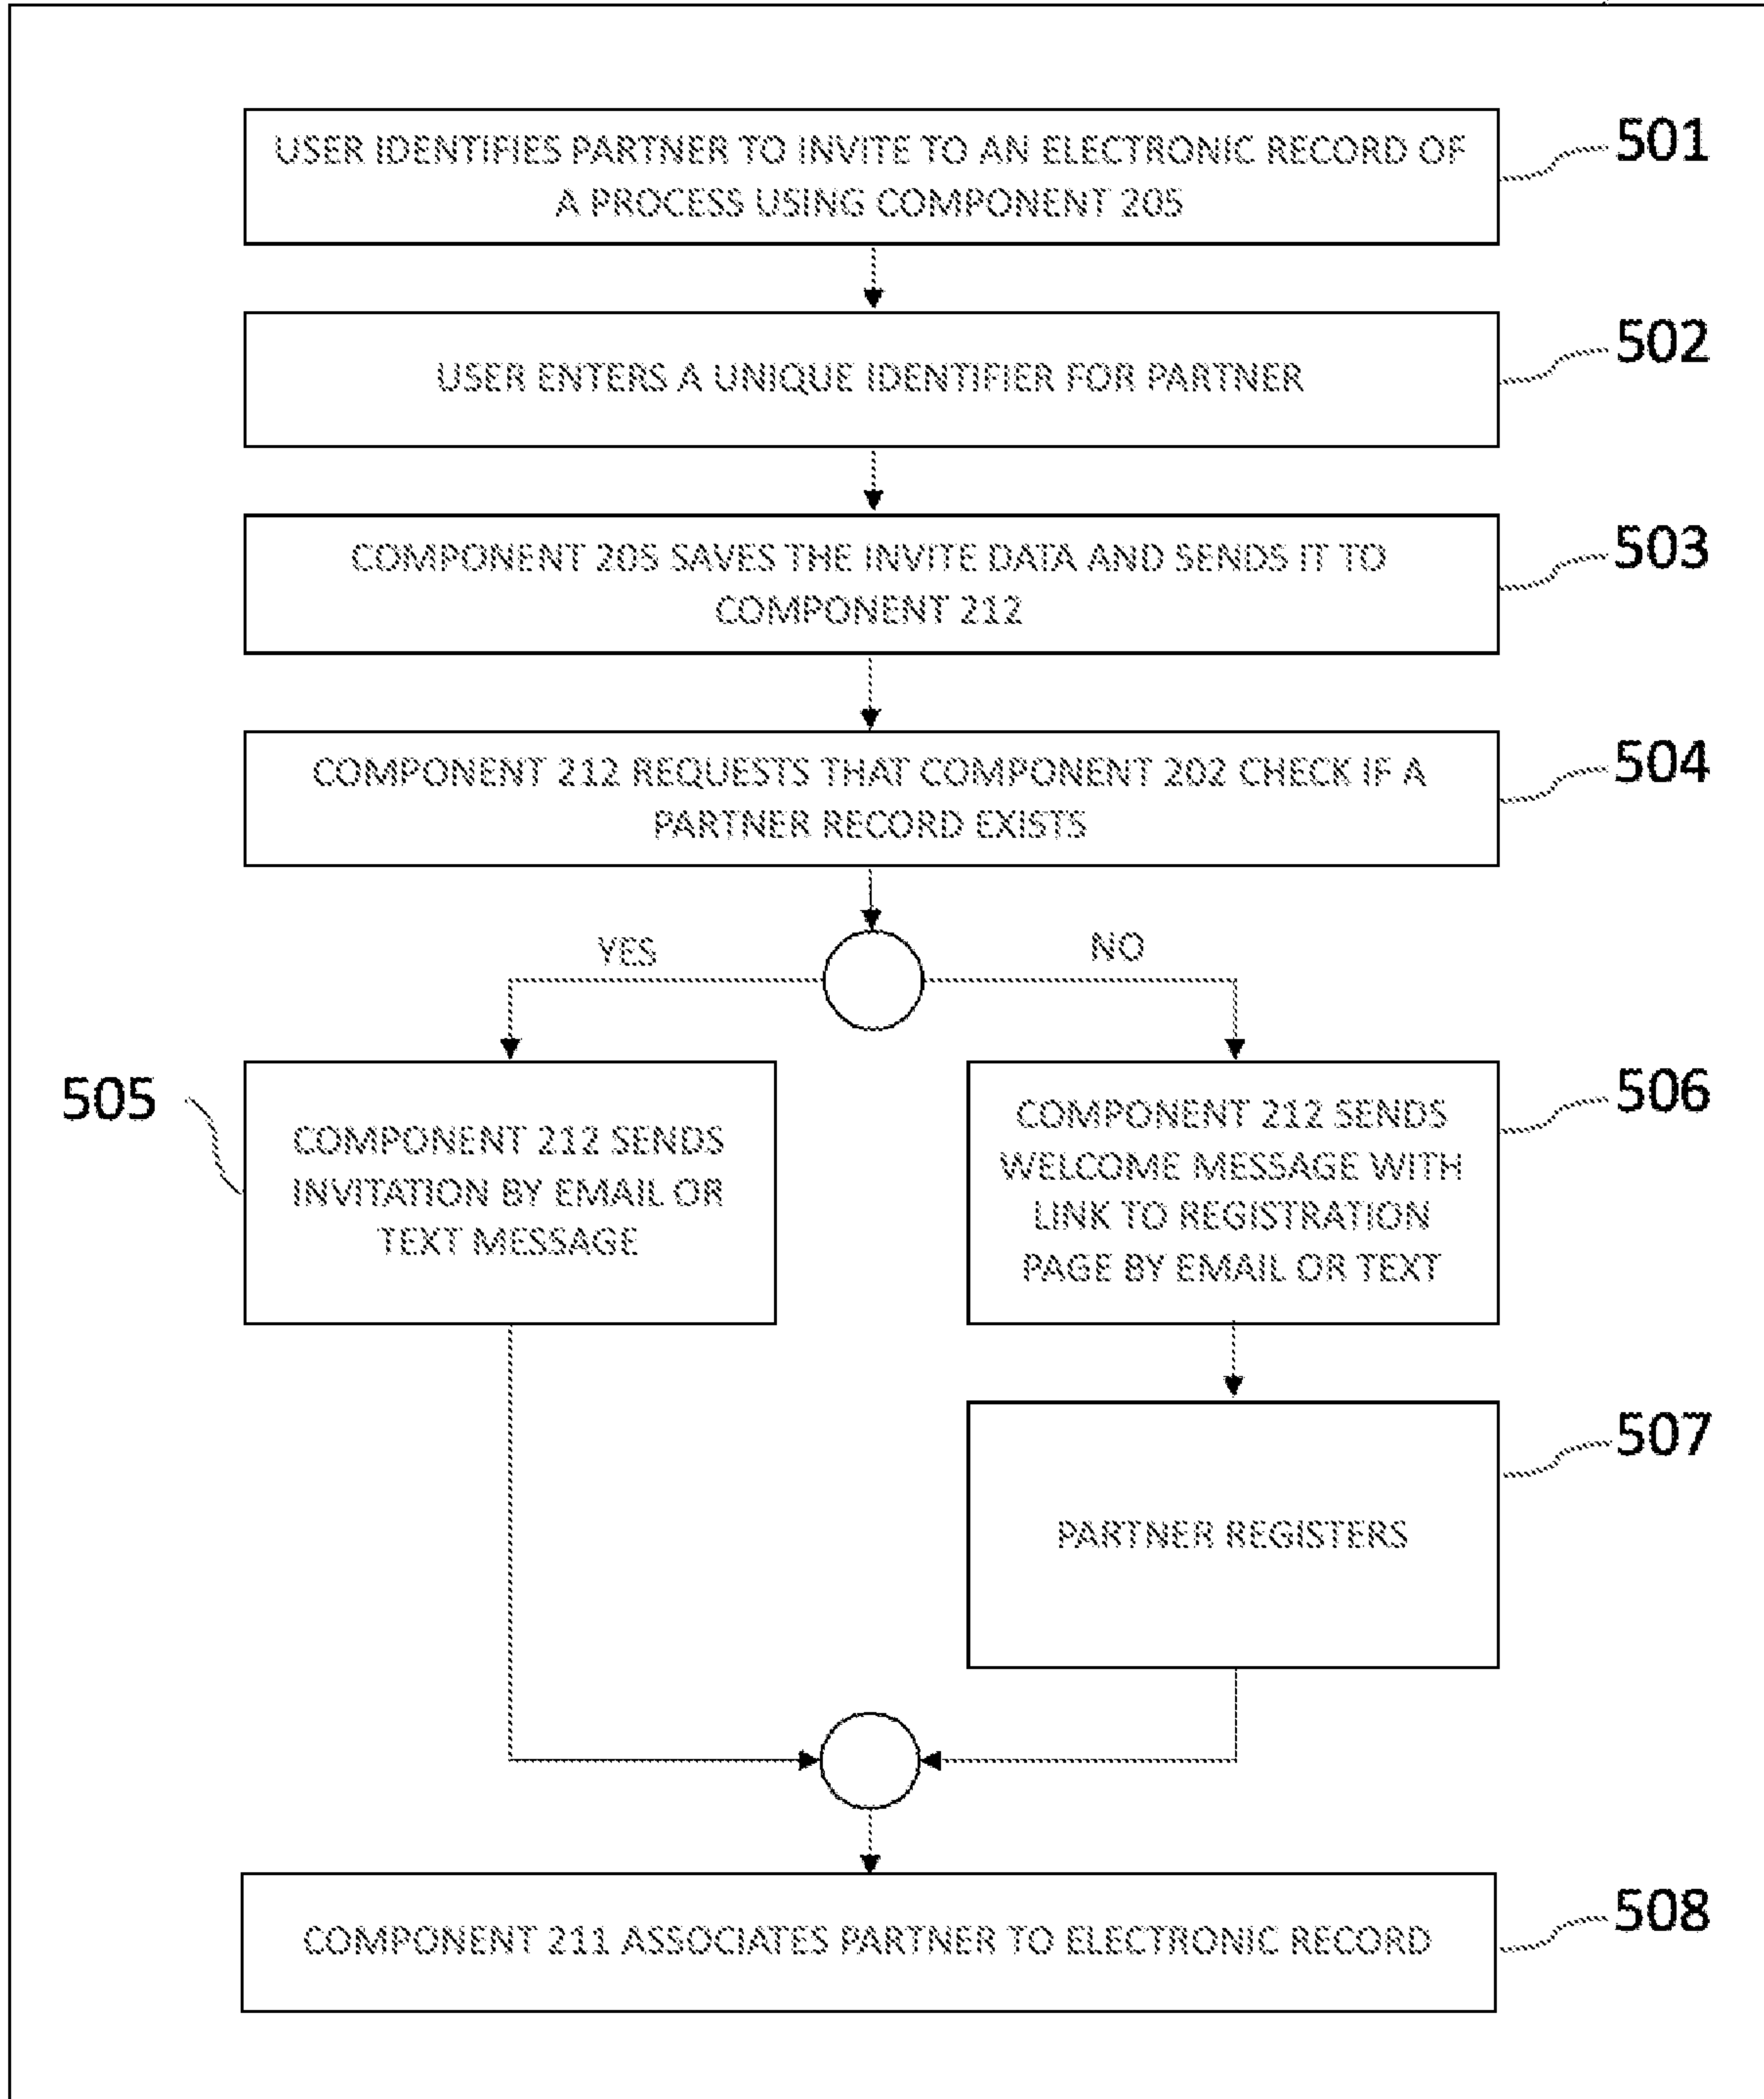 USER IDENTIFIES PARTNER TO INVITE TO AN ELECTRONIC RECORD OF
A PROCESS USING COMPONENT 205
501
USER ENTERS A UNIQUE IDENTIFIER FOR PARTNER
502
COMPONENT 205 SAVES THE INVITE DATA AND SENDS IT TO
COMPONENT 212
503
COMPONENT 212 REQUESTS THAT COMPONENT 202 CHECK IF A
PARTNER RECORD EXISTS
504
YES
NO
505
COMPONENT 212 SENDS
INVITATION BY EMAIL OR
TEXT MESSAGE
COMPONENT 212 SENDS
WELCOME MESSAGE WITH
LINK TO REGISTRATION
PAGE BY EMAIL OR TEXT
506
PARTNER REGISTERS
507
COMPONENT 211 ASSOCIATES PARTNER TO ELECTRONIC RECORD
508